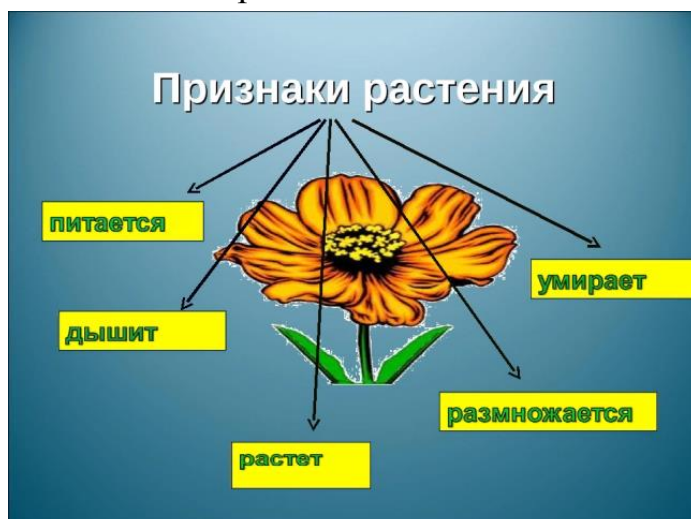 Признаки растения
питается
умирает
дышит
размножается
растет